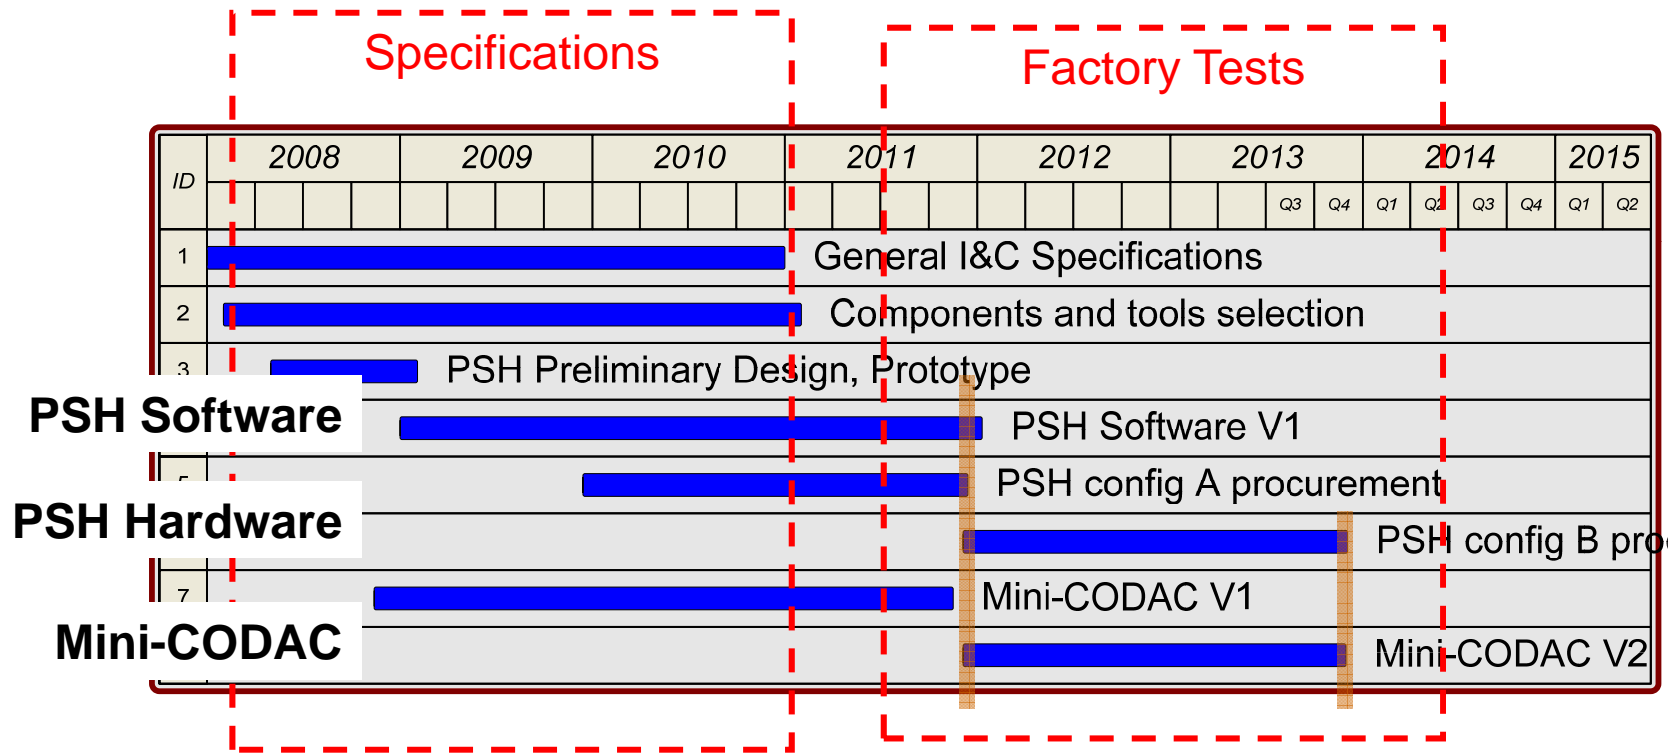 Specifications
Factory Tests
ID 2008 2009 2010 2011 2012 2013 2014 2015
Q3 Q4 Q1 Q2 Q3 Q4 Q1 Q2
1 General I&C Specifications
2 Components and tools selection
3 PSH Preliminary Design, Prototype
PSH Software PSH Software V1
5 PSH config A procurement
PSH Hardware
PSH config B
7 Mini-CODAC V1
Mini-CODAC Mini-CODAC V2